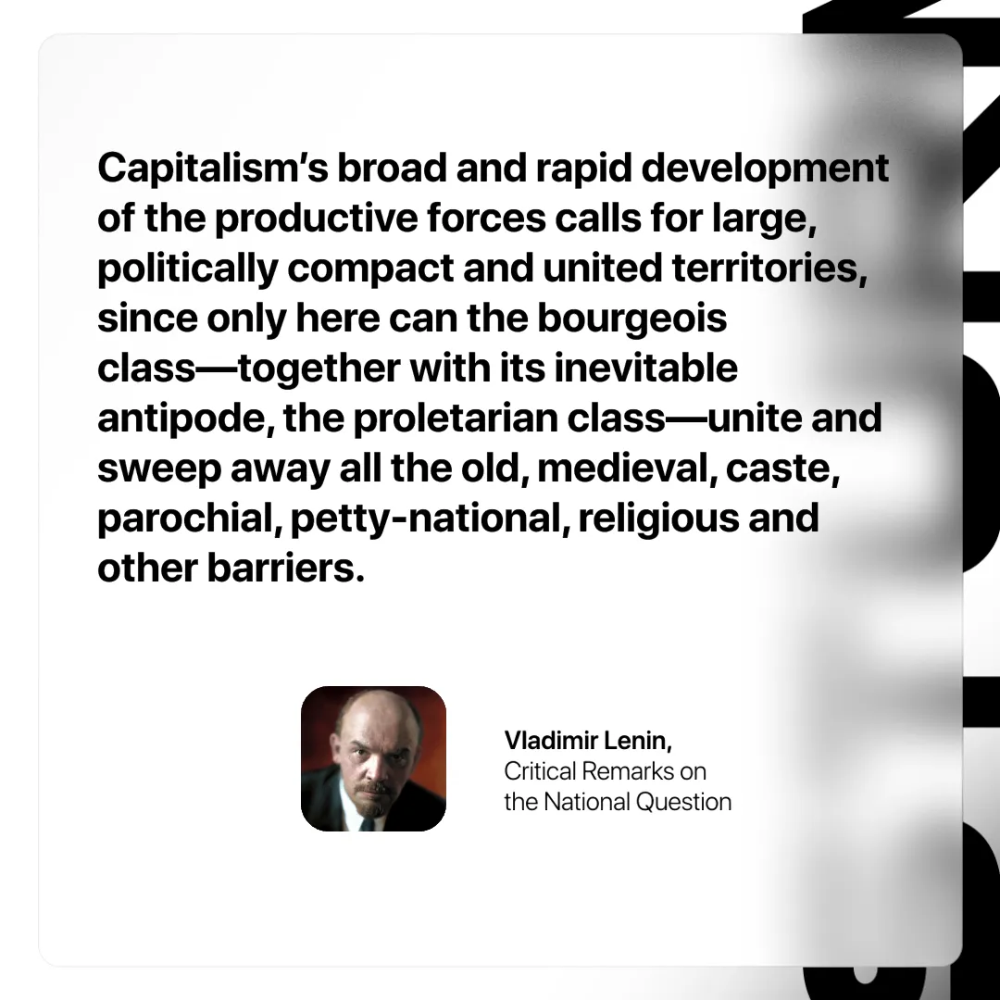 Capitalism’s broad and rapid development
of the productive forces calls for large,
politically compact and united territories,
since only here can the bourgeois
class—together with its inevitable
antipode, the proletarian class—unite and
sweep away all the old, medieval, caste,
parochial, petty-national, religious and
other barriers.
Vladimir Lenin,
Critical Remarks on
the National Question